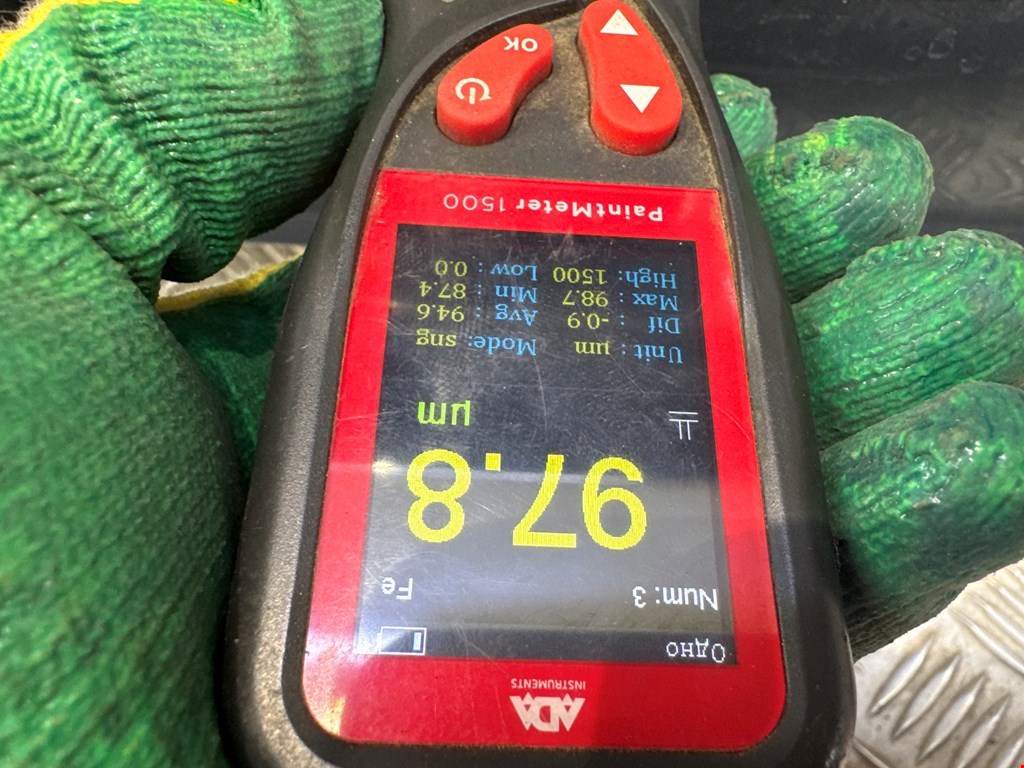 ADA
INSTRUMENTS
Одно
Num: 3 Fe
97.8
µm
Unit : µm Mode: sng
Dif : -0.9 Avg : 94.6
Max : 98.7 Min : 87.4
High: 1500 Low : 0.0
PaintMeter 1500
OK